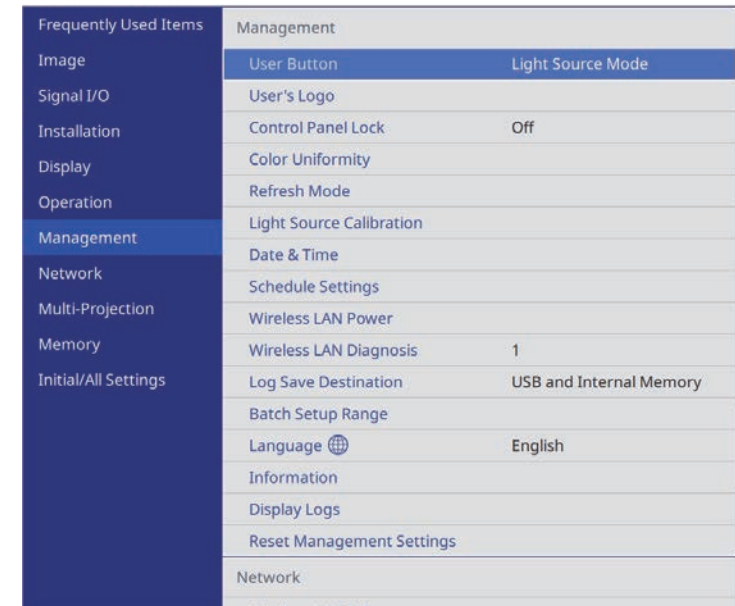 Frequently Used Items
Image
Signal I/O
Installation
Display
Operation
Management
Network
Multi-Projection
Memory
Initial/All Settings
Management
User Button Light Source Mode
User's Logo
Control Panel Lock Off
Color Uniformity
Refresh Mode
Light Source Calibration
Date & Time
Schedule Settings
Wireless LAN Power
Wireless LAN Diagnosis 1
Log Save Destination USB and Internal Memory
Batch Setup Range
Language English
Information
Display Logs
Reset Management Settings
Network